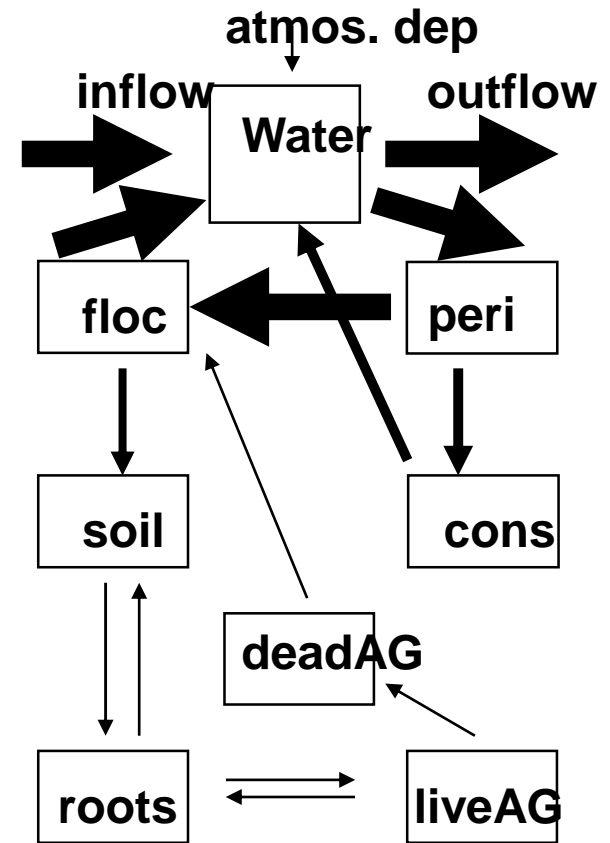 atmos. dep
inflow
outflow
Water
floc
peri
soil
cons
deadAG
roots
liveAG